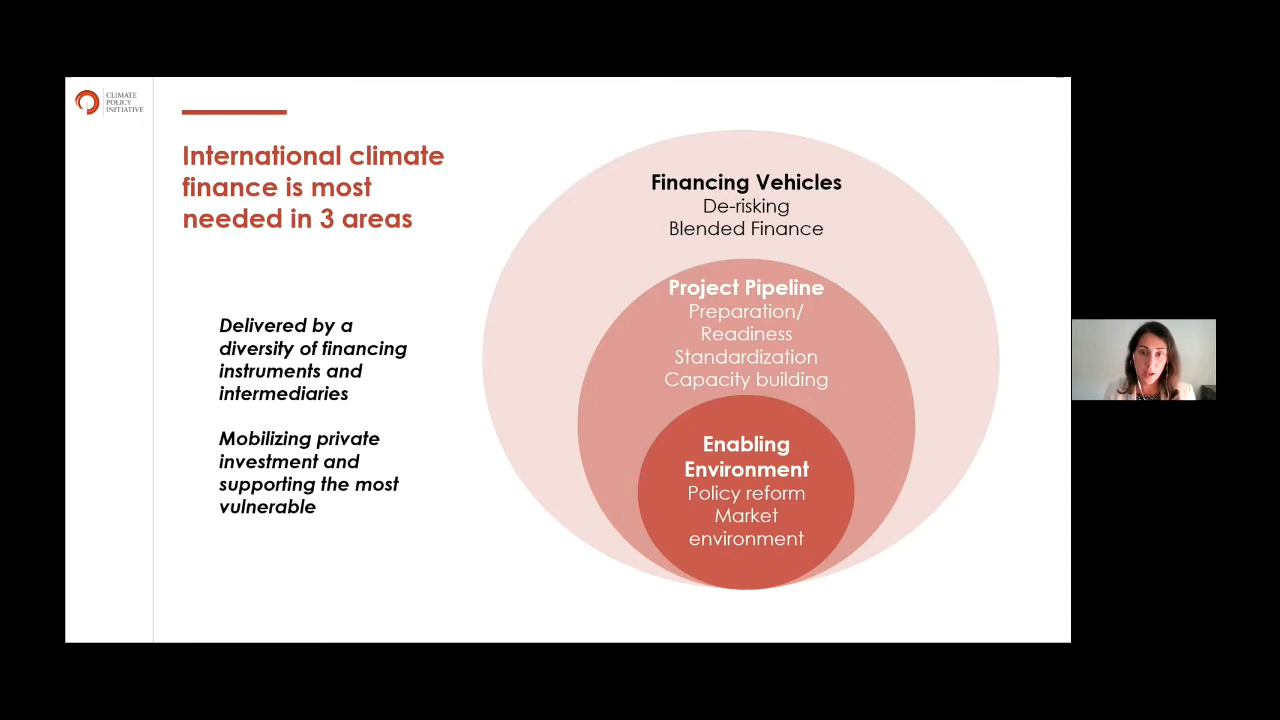 CLIMATE
POLICY
INITIATIVE
International climate
finance is most
needed in 3 areas
Delivered by a
diversity of financing
instruments and
intermediaries
Mobilizing private
investment and
supporting the most
vulnerable
Financing Vehicles
De-risking
Blended Finance
Project Pipeline
Preparation/
Readiness
Standardization
Capacity building
Enabling
Environment
Policy reform
Market
environment